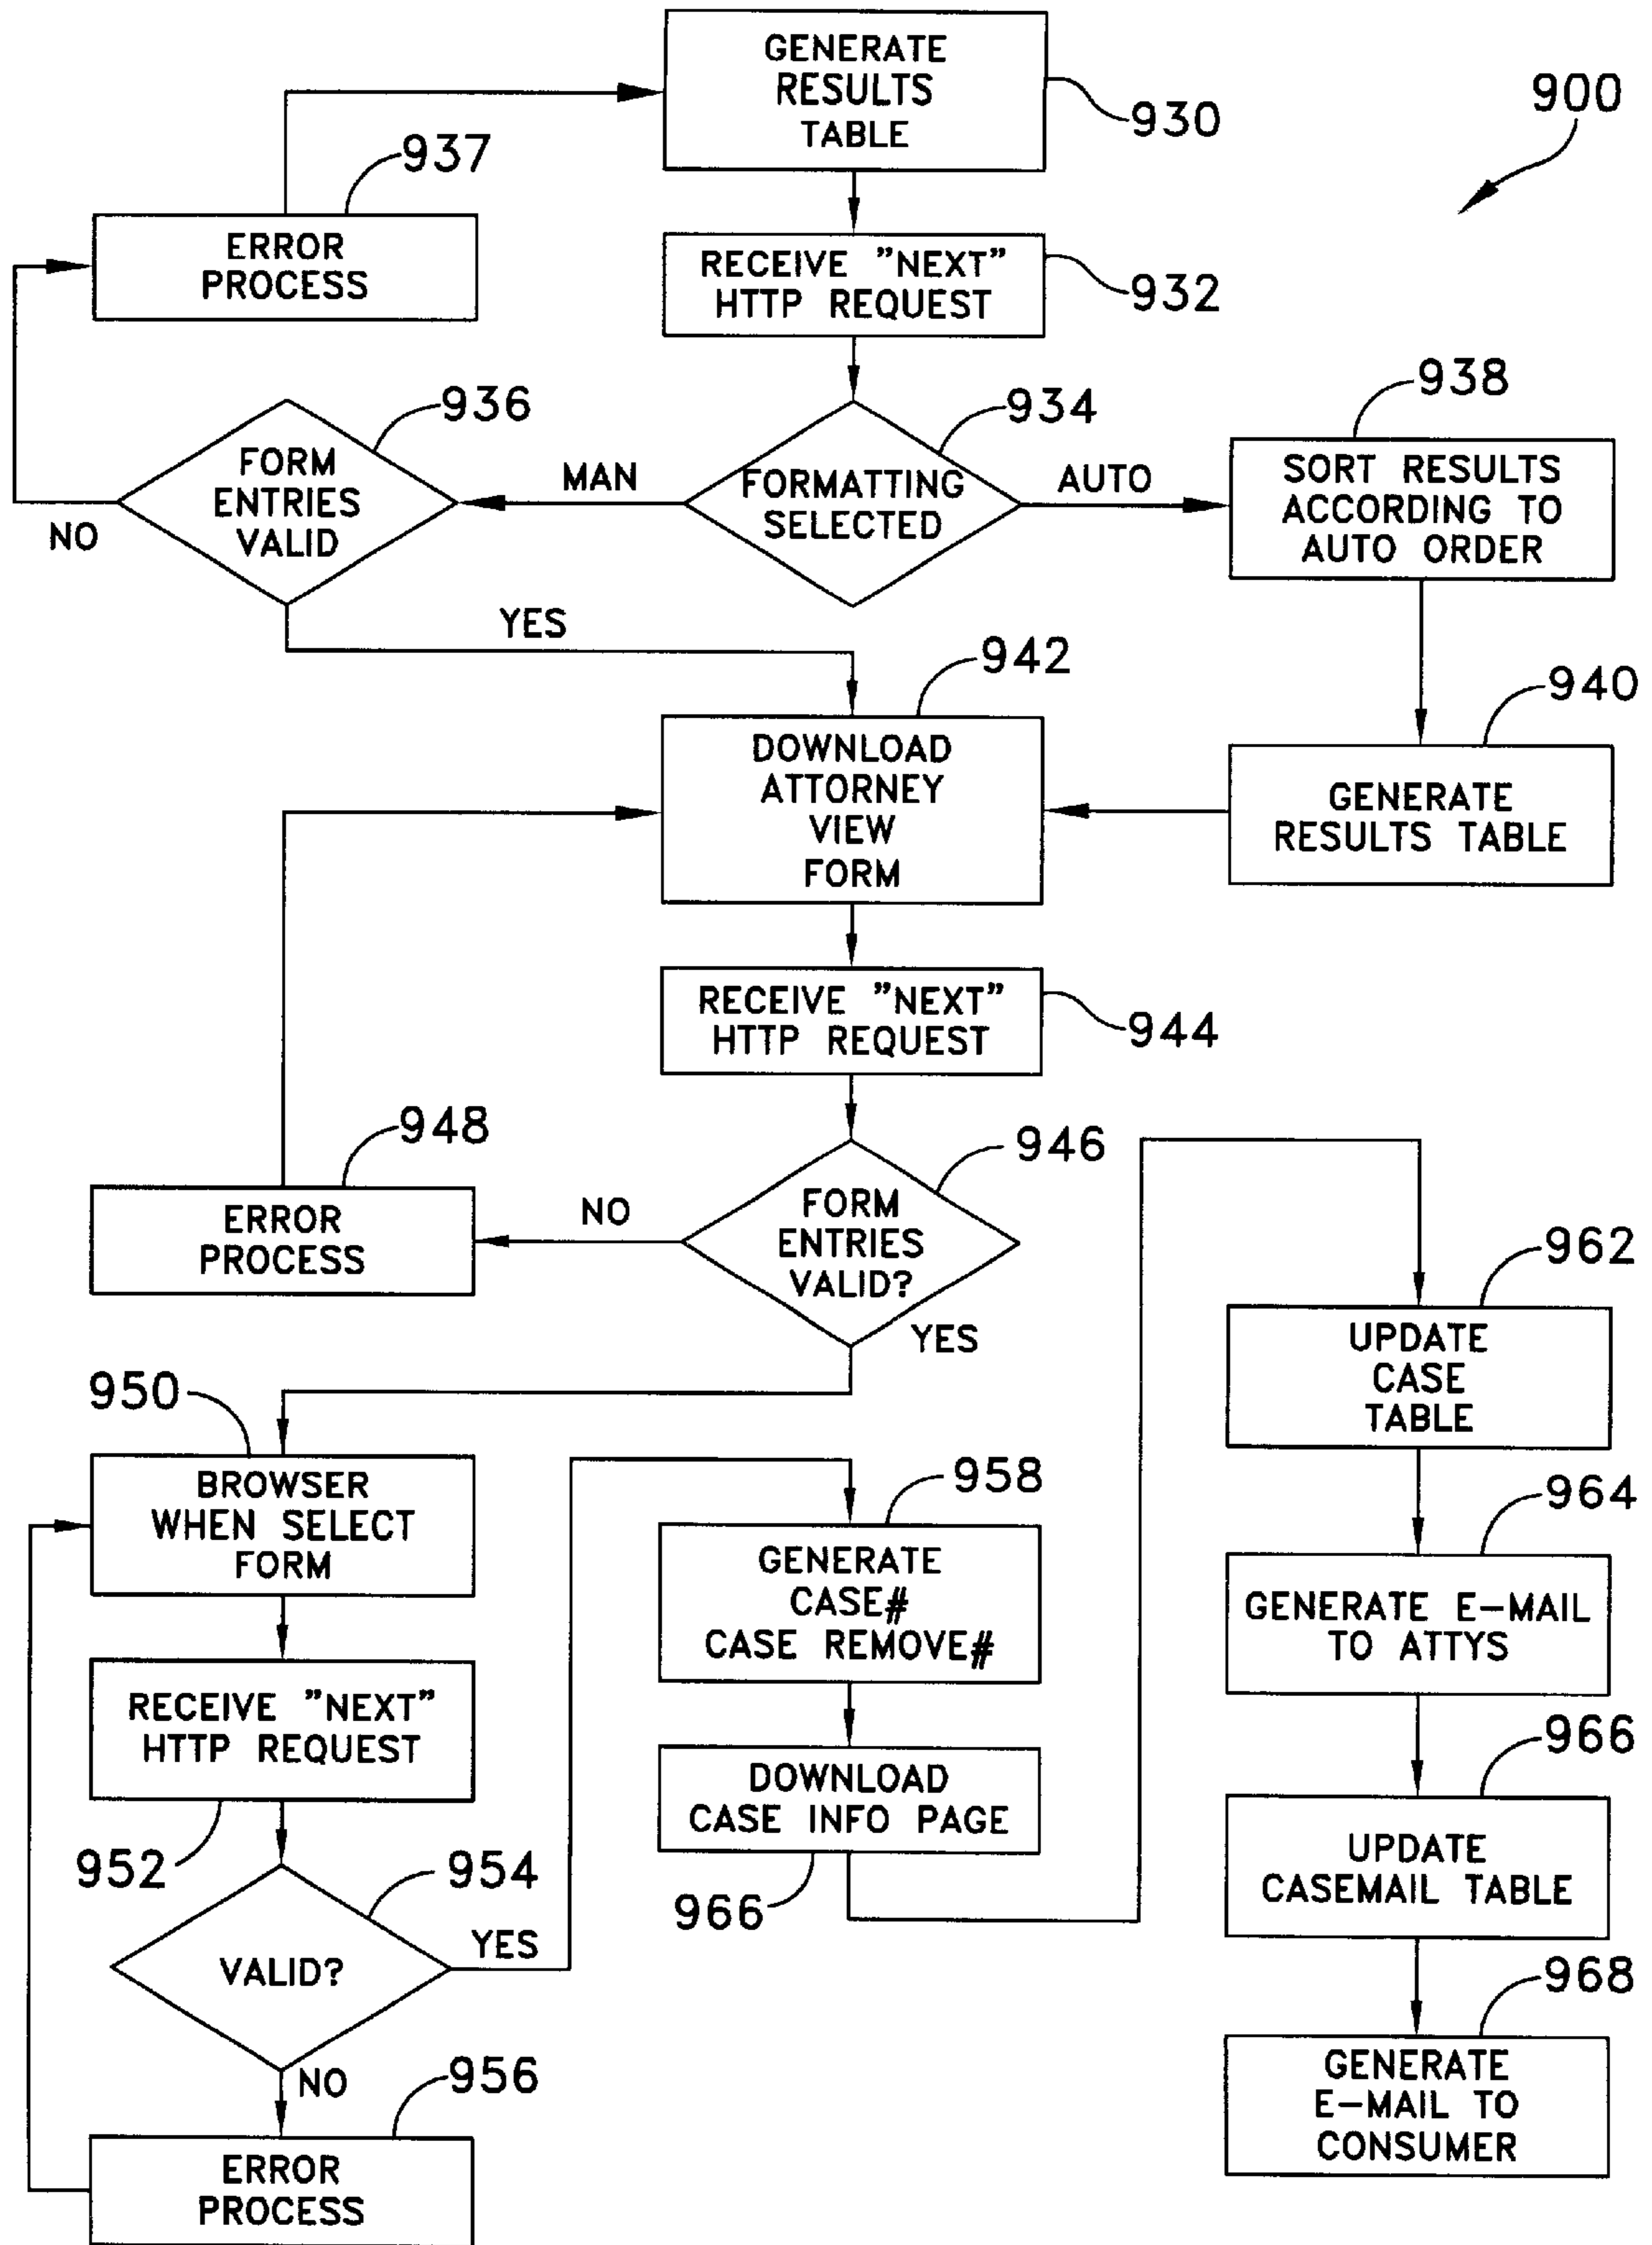 GENERATE
RESULTS
TABLE
930
900
937
ERROR
PROCESS
RECEIVE "NEXT"
HTTP REQUEST
932
936
FORM
ENTRIES
VALID
NO
MAN
934
FORMATTING
SELECTED
AUTO
938
SORT RESULTS
ACCORDING TO
AUTO ORDER
YES
942
DOWNLOAD
ATTORNEY
VIEW
FORM
940
GENERATE
RESULTS TABLE
RECEIVE "NEXT"
HTTP REQUEST
944
948
ERROR
PROCESS
NO
946
FORM
ENTRIES
VALID?
YES
950
BROWSER
WHEN SELECT
FORM
RECEIVE "NEXT"
HTTP REQUEST
952
954
VALID?
YES
NO
956
ERROR
PROCESS
958
GENERATE
CASE#
CASE REMOVE#
DOWNLOAD
CASE INFO PAGE
966
962
UPDATE
CASE
TABLE
964
GENERATE E-MAIL
TO ATTYS
966
UPDATE
CASEMAIL TABLE
968
GENERATE
E-MAIL TO
CONSUMER